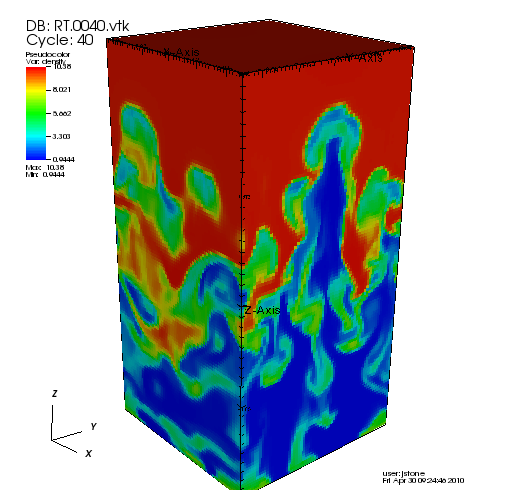 DB: RT.0040.vtk
Cycle: 40
Pseudocolor
Var: density
10.38
8.021
5.662
3.303
0.9444
Max: 10.38
Min: 0.9444
X-Axis
Y-Axis
Z-Axis
Z
Y
X
user: jstone
Fri Apr 30 09:24:46 2010